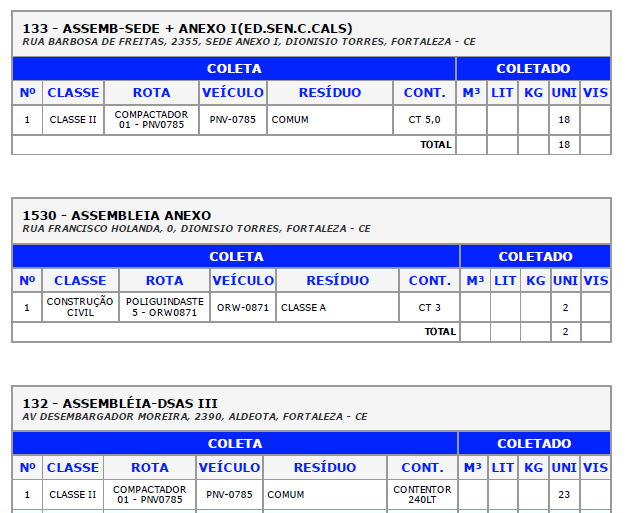 133 - ASSEMB-SEDE + ANEXO I(ED.SEN.C.CALS)
RUA BARBOSA DE FREITAS, 2355, SEDE ANEXO I, DIONISIO TORRES, FORTALEZA - CE
COLETA COLETADO
Nº CLASSE ROTA VEÍCULO RESÍDUO CONT. M³ LIT KG UNI VIS
1 CLASSE II COMPACTADOR 01 - PNV0785 PNV-0785 COMUM CT 5,0 18
TOTAL 18
1530 - ASSEMBLEIA ANEXO
RUA FRANCISCO HOLANDA, 0, DIONISIO TORRES, FORTALEZA - CE
COLETA COLETADO
Nº CLASSE ROTA VEÍCULO RESÍDUO CONT. M³ LIT KG UNI VIS
1 CONSTRUÇÃO CIVIL POLIGUINDASTE 5 - ORW0871 ORW-0871 CLASSE A CT 3 2
TOTAL 2
132 - ASSEMBLÉIA-DSAS III
AV DESEMBARGADOR MOREIRA, 2390, ALDEOTA, FORTALEZA - CE
COLETA COLETADO
Nº CLASSE ROTA VEÍCULO RESÍDUO CONT. M³ LIT KG UNI VIS
1 CLASSE II COMPACTADOR 01 - PNV0785 PNV-0785 COMUM CONTENTOR 240LT 23